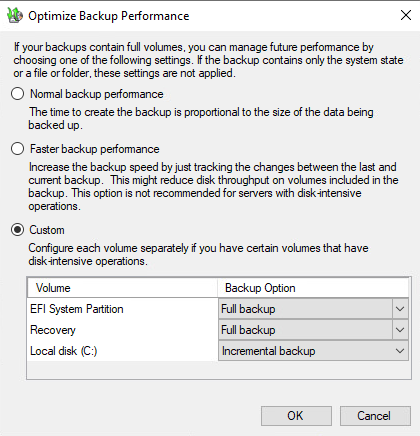 Optimize Backup Performance
If your backups contain full volumes, you can manage future performance by
choosing one of the following settings. If the backup contains only the system state
or a file or folder, these settings are not applied.
Normal backup performance
The time to create the backup is proportional to the size of the data being
backed up.
Faster backup performance
Increase the backup speed by just tracking the changes between the last and
current backup.  This might reduce disk throughput on volumes included in the
backup. This option is not recommended for servers with disk-intensive
operations.
Custom
Configure each volume separately if you have certain volumes that have
disk-intensive operations.
Volume Backup Option
EFI System Partition Full backup
Recovery Full backup
Local disk (C:) Incremental backup
OK Cancel